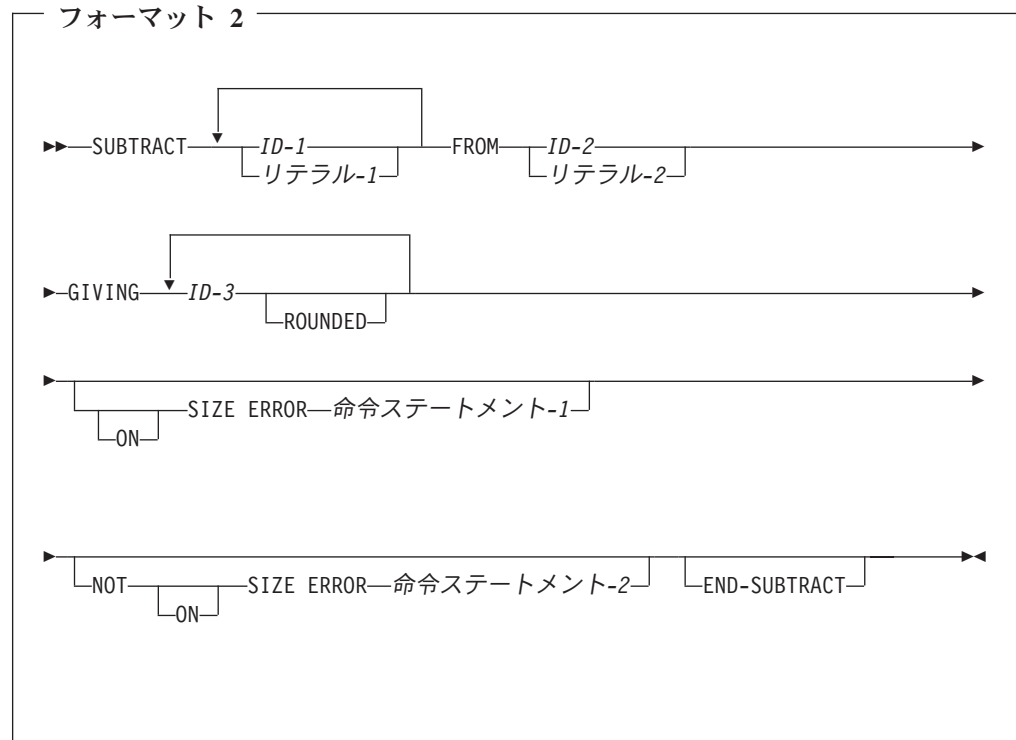 フォーマット 2
SUBTRACT ID-1 FROM ID-2
リテラル-1 リテラル-2
GIVING ID-3
ROUNDED
SIZE ERROR 命令ステートメント-1
ON
NOT SIZE ERROR 命令ステートメント-2 END-SUBTRACT
ON